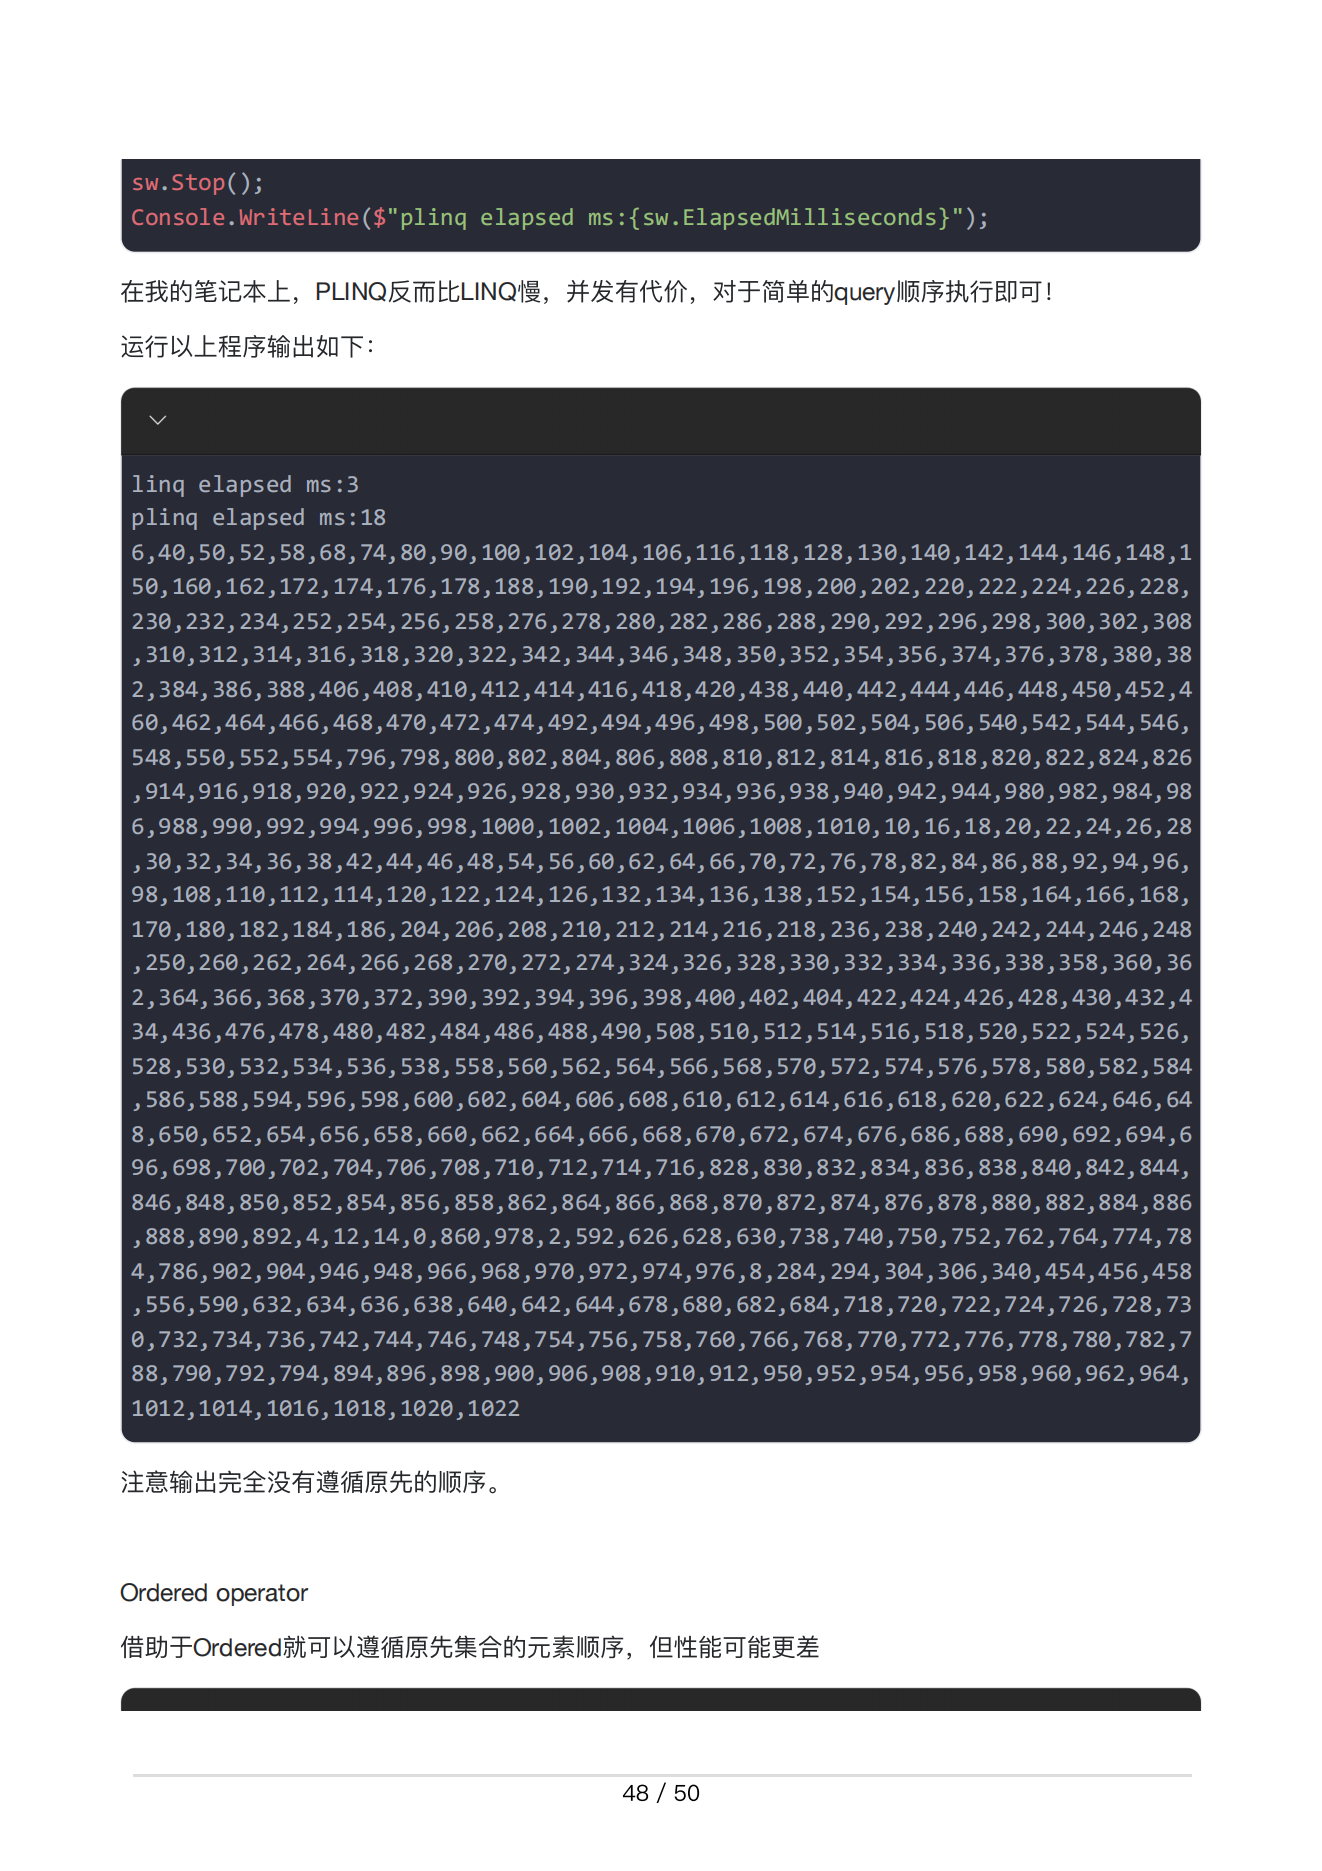 sw.Stop();
Console.WriteLine($"plinq elapsed ms:{sw.ElapsedMilliseconds}");
在我的笔记本上，PLINQ反而比LINQ慢，并发有代价，对于简单的query顺序执行即可！
运行以上程序输出如下：
linq elapsed ms:3
plinq elapsed ms:18
6,40,50,52,58,68,74,80,90,100,102,104,106,116,118,128,130,140,142,144,146,148,1
50,160,162,172,174,176,178,188,190,192,194,196,198,200,202,220,222,224,226,228,
230,232,234,252,254,256,258,276,278,280,282,286,288,290,292,296,298,300,302,308
,310,312,314,316,318,320,322,342,344,346,348,350,352,354,356,374,376,378,380,38
2,384,386,388,406,408,410,412,414,416,418,420,438,440,442,444,446,448,450,452,4
60,462,464,466,468,470,472,474,492,494,496,498,500,502,504,506,540,542,544,546,
548,550,552,554,796,798,800,802,804,806,808,810,812,814,816,818,820,822,824,826
,914,916,918,920,922,924,926,928,930,932,934,936,938,940,942,944,980,982,984,98
6,988,990,992,994,996,998,1000,1002,1004,1006,1008,1010,10,16,18,20,22,24,26,28
,30,32,34,36,38,42,44,46,48,54,56,60,62,64,66,70,72,76,78,82,84,86,88,92,94,96,
98,108,110,112,114,120,122,124,126,132,134,136,138,152,154,156,158,164,166,168,
170,180,182,184,186,204,206,208,210,212,214,216,218,236,238,240,242,244,246,248
,250,260,262,264,266,268,270,272,274,324,326,328,330,332,334,336,338,358,360,36
2,364,366,368,370,372,390,392,394,396,398,400,402,404,422,424,426,428,430,432,4
34,436,476,478,480,482,484,486,488,490,508,510,512,514,516,518,520,522,524,526,
528,530,532,534,536,538,558,560,562,564,566,568,570,572,574,576,578,580,582,584
,586,588,594,596,598,600,602,604,606,608,610,612,614,616,618,620,622,624,646,64
8,650,652,654,656,658,660,662,664,666,668,670,672,674,676,686,688,690,692,694,6
96,698,700,702,704,706,708,710,712,714,716,828,830,832,834,836,838,840,842,844,
846,848,850,852,854,856,858,862,864,866,868,870,872,874,876,878,880,882,884,886
,888,890,892,4,12,14,0,860,978,2,592,626,628,630,738,740,750,752,762,764,774,78
4,786,902,904,946,948,966,968,970,972,974,976,8,284,294,304,306,340,454,456,458
,556,590,632,634,636,638,640,642,644,678,680,682,684,718,720,722,724,726,728,73
0,732,734,736,742,744,746,748,754,756,758,760,766,768,770,772,776,778,780,782,7
88,790,792,794,894,896,898,900,906,908,910,912,950,952,954,956,958,960,962,964,
1012,1014,1016,1018,1020,1022
注意输出完全没有遵循原先的顺序。
Ordered operator
借助于Ordered就可以遵循原先集合的元素顺序，但性能可能更差
48 / 50